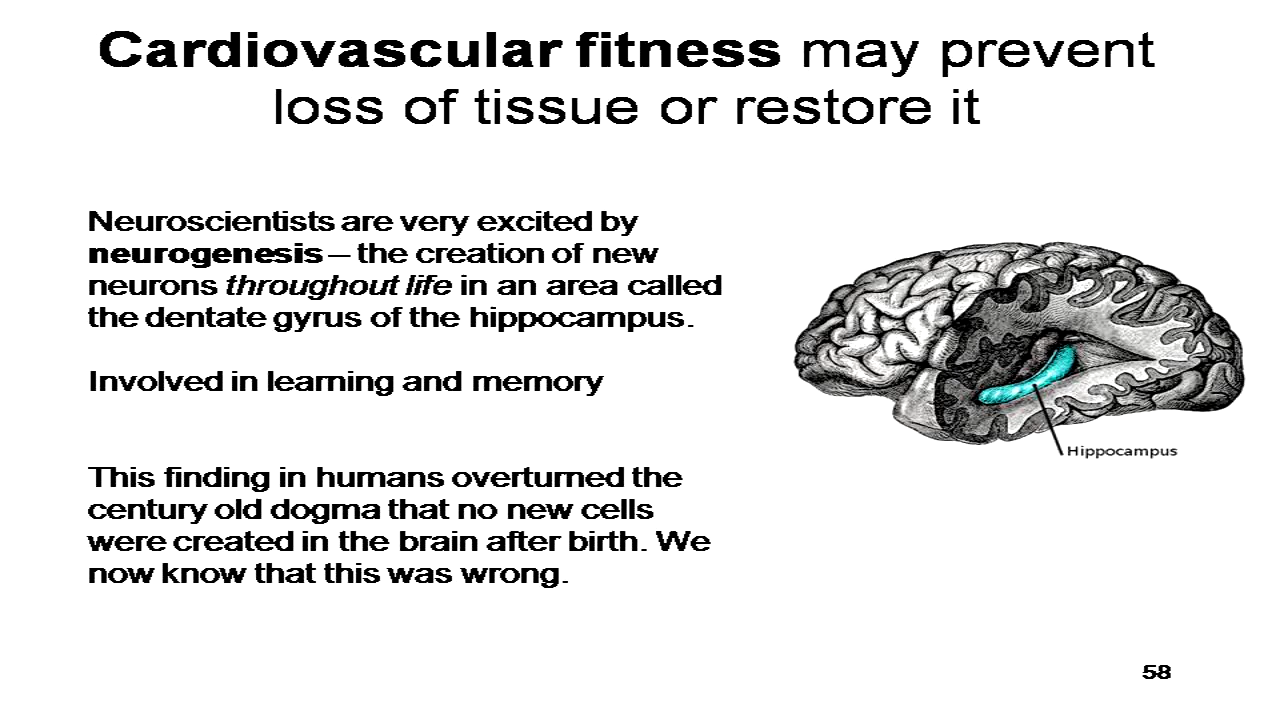 Cardiovascular fitness may prevent
loss of tissue or restore it
Neuroscientists are very excited by
neurogenesis – the creation of new
neurons throughout life in an area called
the dentate gyrus of the hippocampus.
Involved in learning and memory
This finding in humans overturned the
century old dogma that no new cells
were created in the brain after birth. We
now know that this was wrong.
Hippocampus
58